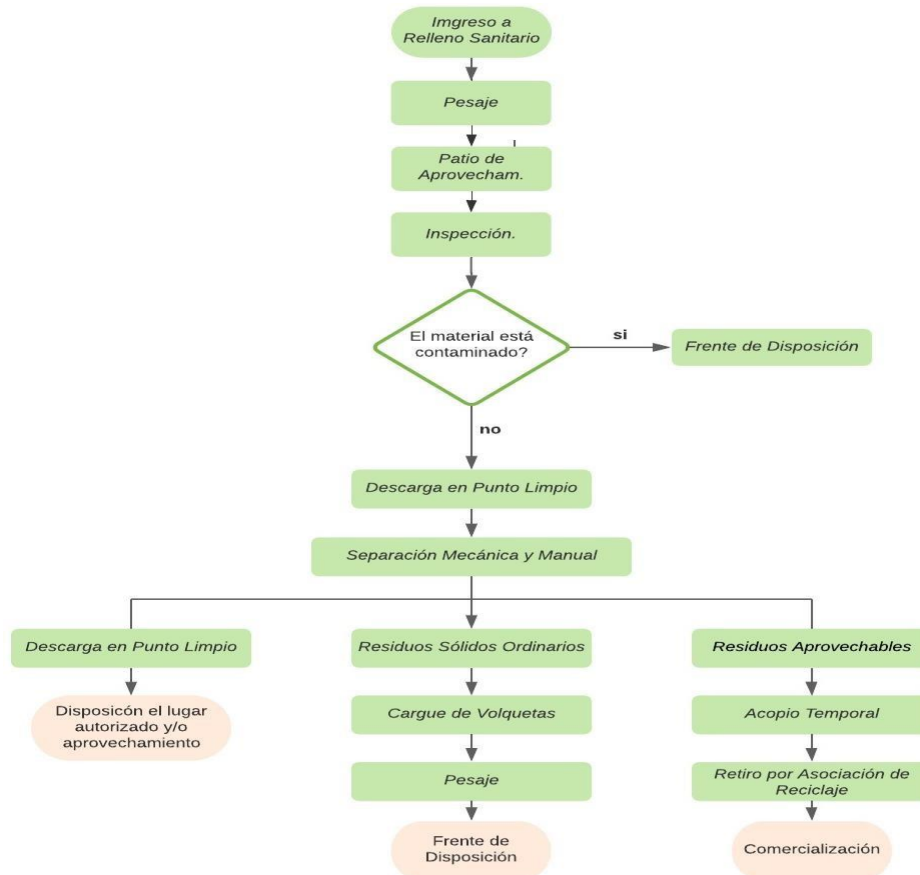 Imgreso a
Relleno Sanitario
Pesaje
Patio de
Aprovecham.
Inspección.
El material está
contaminado?
si
Frente de Disposición
no
Descarga en Punto Limpio
Separación Mecánica y Manual
Descarga en Punto Limpio
Residuos Sólidos Ordinarios
Residuos Aprovechables
Disposicón el lugar
autorizado y/o
aprovechamiento
Cargue de Volquetas
Acopio Temporal
Pesaje
Retiro por Asociación de
Reciclaje
Frente de
Disposición
Comercialización